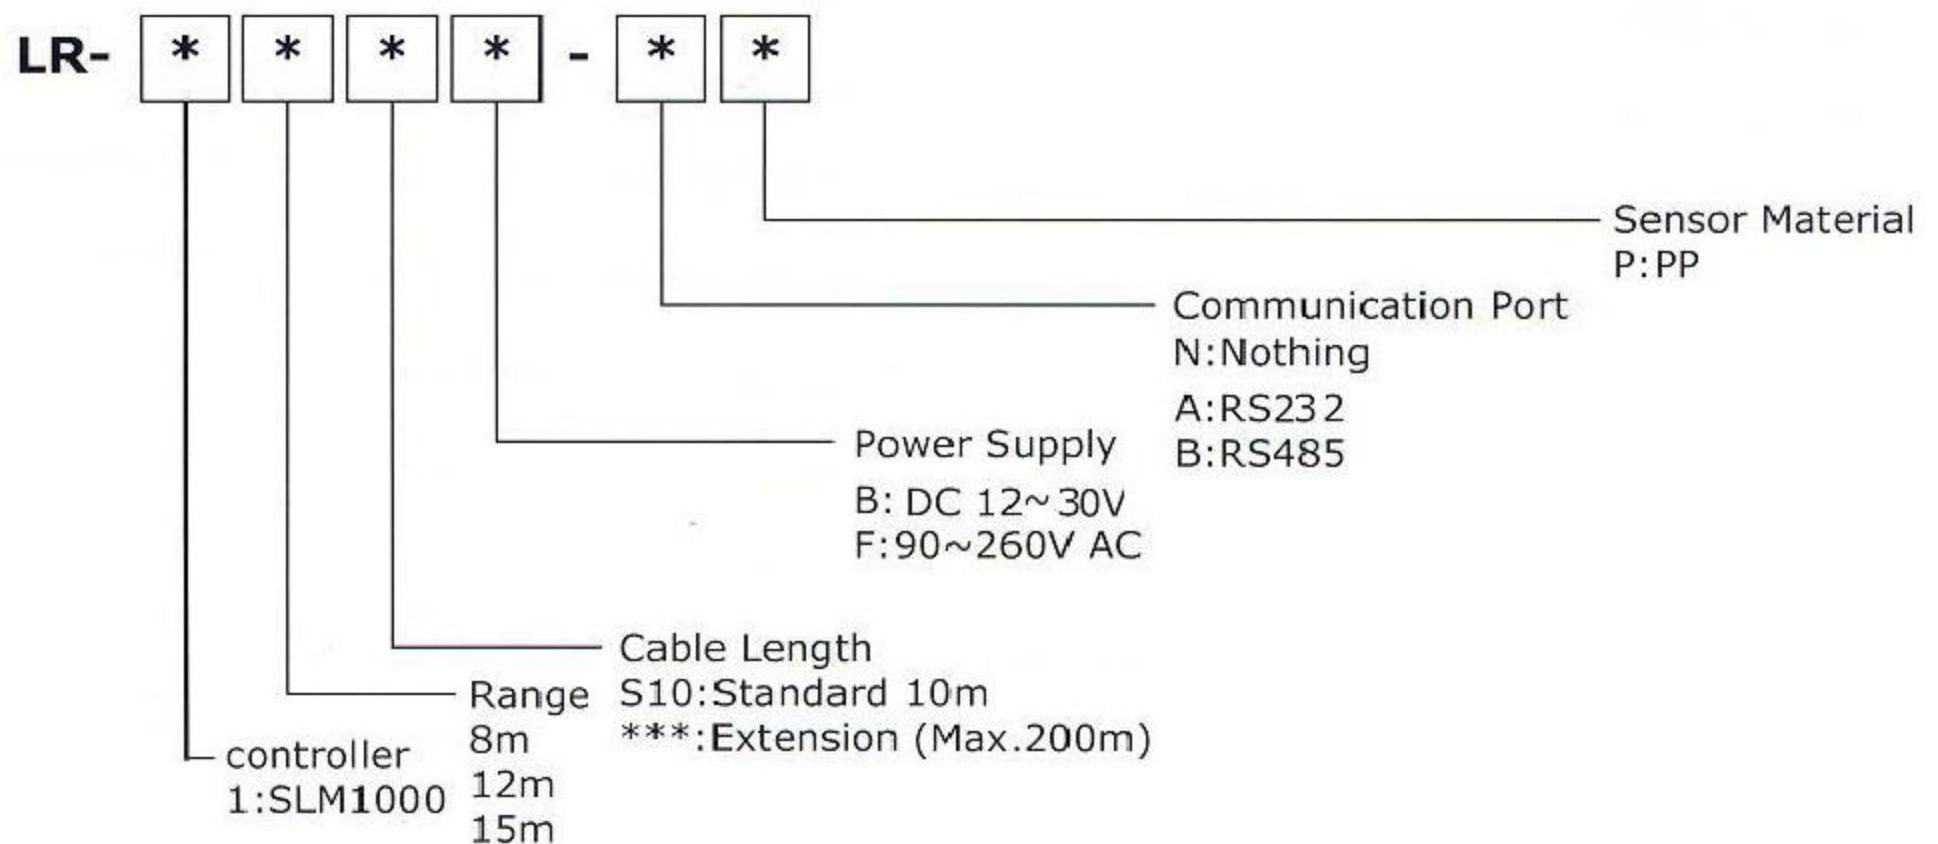 LR- * * * * - * *
Sensor Material
P:PP
Communication Port
N:Nothing
A:RS232
B:RS485
Power Supply
B: DC 12~30V
F:90~260V AC
Cable Length
S10:Standard 10m
***:Extension (Max.200m)
Range
8m
12m
15m
controller
1:SLM1000